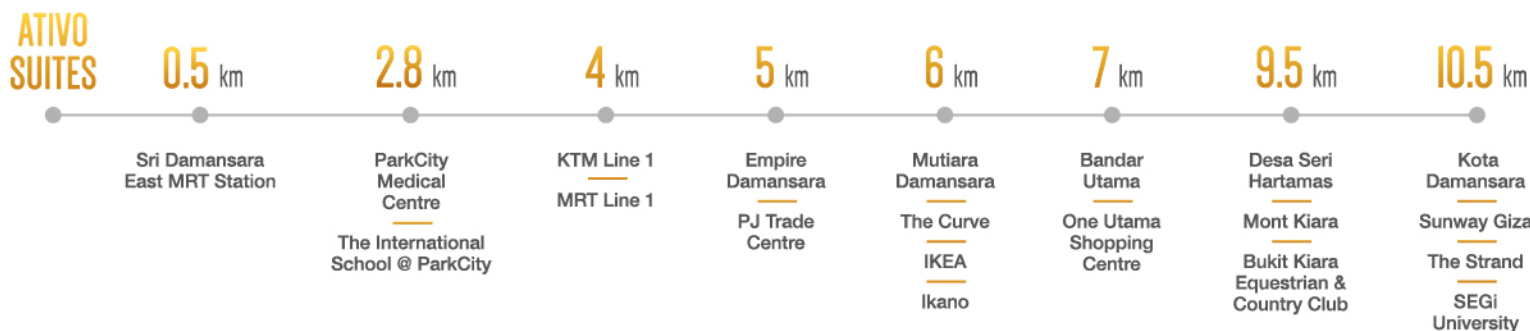 ATIVO
SUITES
0.5 km
2.8 km
4 km
5 km
6 km
7 km
9.5 km
10.5 km
Sri Damansara
East MRT Station
ParkCity
Medical
Centre
The International
School @ ParkCity
KTM Line 1
MRT Line 1
Empire
Damansara
PJ Trade
Centre
Mutiara
Damansara
The Curve
IKEA
Ikano
Bandar
Utama
One Utama
Shopping
Centre
Desa Seri
Hartamas
Mont Kiara
Bukit Kiara
Equestrian &
Country Club
Kota
Damansara
Sunway Giza
The Strand
SEGi
University